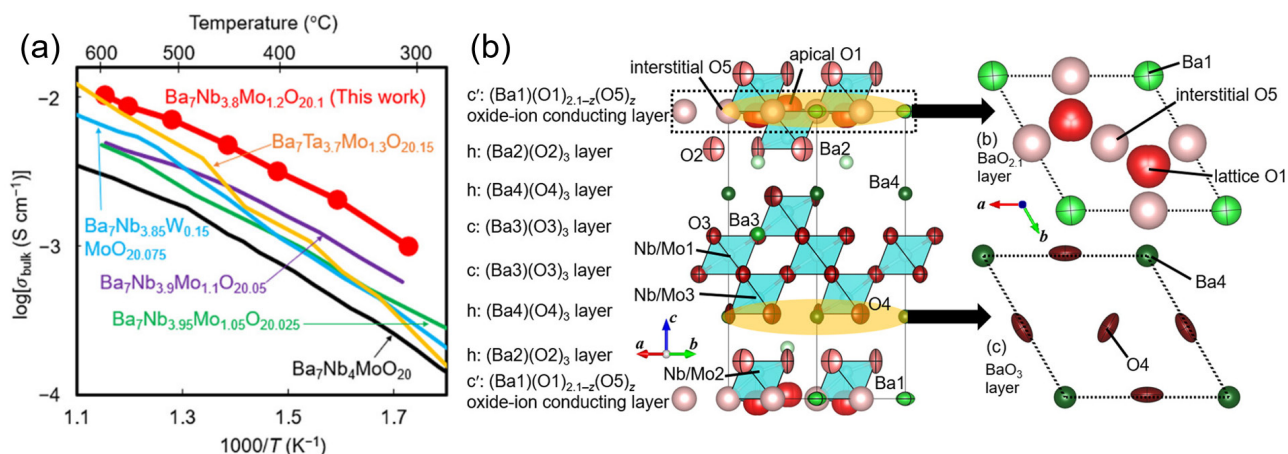 (a)
Temperature (°C)
600 500 400 300
log[σbulk(S cm−1)]
−2
−3
−4
Ba7Nb3.8Mo1.2O20.1 (This work)
Ba7Ta3.7Mo1.3O20.15
Ba7Nb3.85W0.15
MoO20.075
Ba7Nb3.9Mo1.1O20.05
Ba7Nb3.95Mo1.05O20.025
Ba7Nb4MoO20
1.1 1.3 1.5 1.7
1000/T (K−1)
(b)
interstitial O5
apical O1
c′: (Ba1)(O1)2.1−z(O5)z
oxide-ion conducting layer
O2
Ba2
h: (Ba2)(O2)3 layer
h: (Ba4)(O4)3 layer
Ba4
c: (Ba3)(O3)3 layer
O3
Ba3
Nb/Mo1
c: (Ba3)(O3)3 layer
Nb/Mo3
h: (Ba4)(O4)3 layer
O4
c
a
b
h: (Ba2)(O2)3 layer
Nb/Mo2
Ba1
c′: (Ba1)(O1)2.1−z(O5)z
oxide-ion conducting layer
Ba1
interstitial O5
(b)
BaO2.1
layer
lattice O1
a
b
Ba4
(c)
BaO3
layer
O4